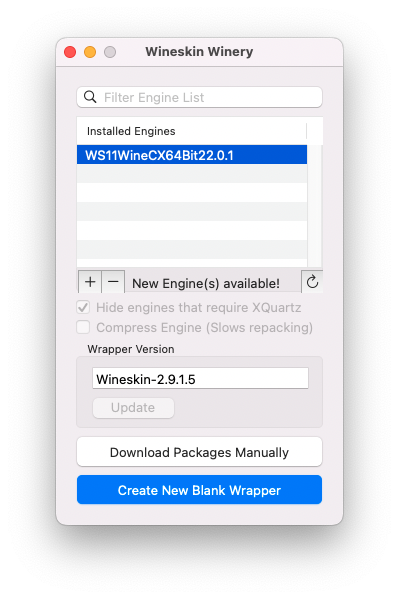 Wineskin Winery
Filter Engine List
Installed Engines
WS11WineCX64Bit22.0.1
New Engine(s) available!
Hide engines that require XQuartz
Compress Engine (Slows repacking)
Wrapper Version
Wineskin-2.9.1.5
Update
Download Packages Manually
Create New Blank Wrapper